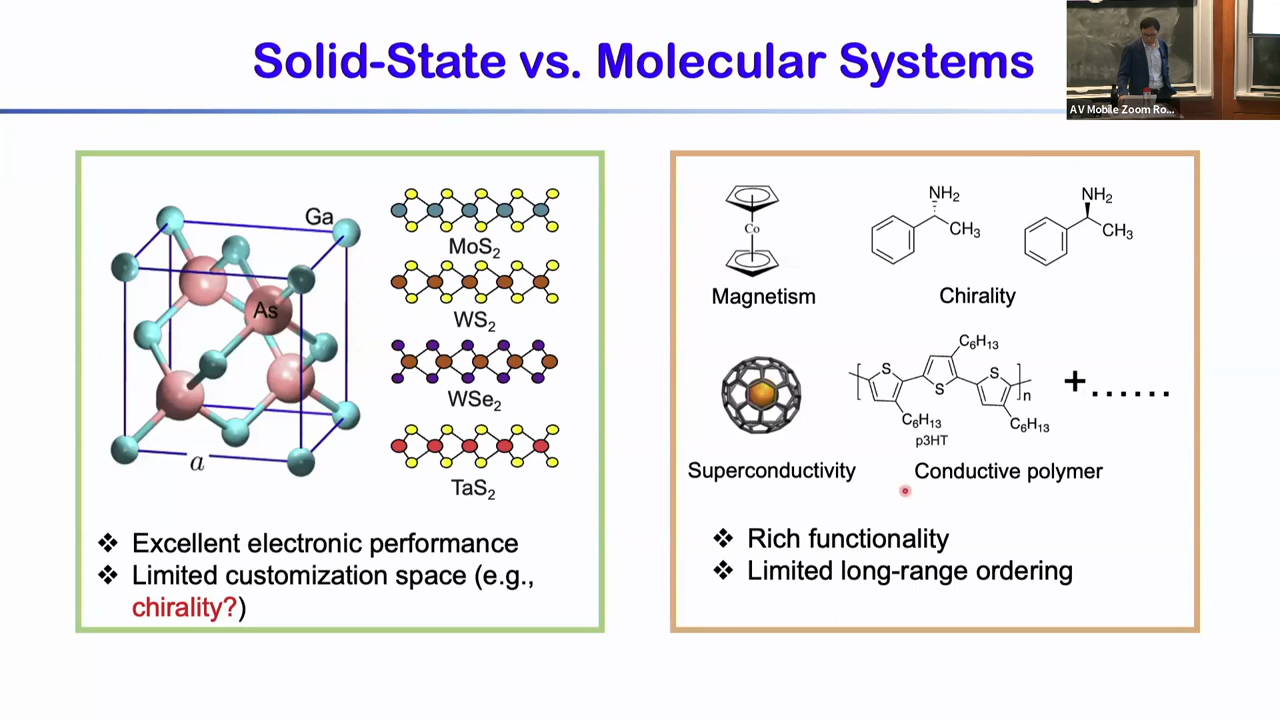 Solid-State vs. Molecular Systems
AV Mobile Zoom Ro...
Ga
As
a
MoS2
WS2
WSe2
TaS2
❖ Excellent electronic performance
❖ Limited customization space (e.g.,
chirality?)
Co
Magnetism
NH2
CH3
NH2
CH3
Chirality
Superconductivity
C6H13
S
S
S
n
C6H13
C6H13
p3HT
Conductive polymer
+......
❖ Rich functionality
❖ Limited long-range ordering